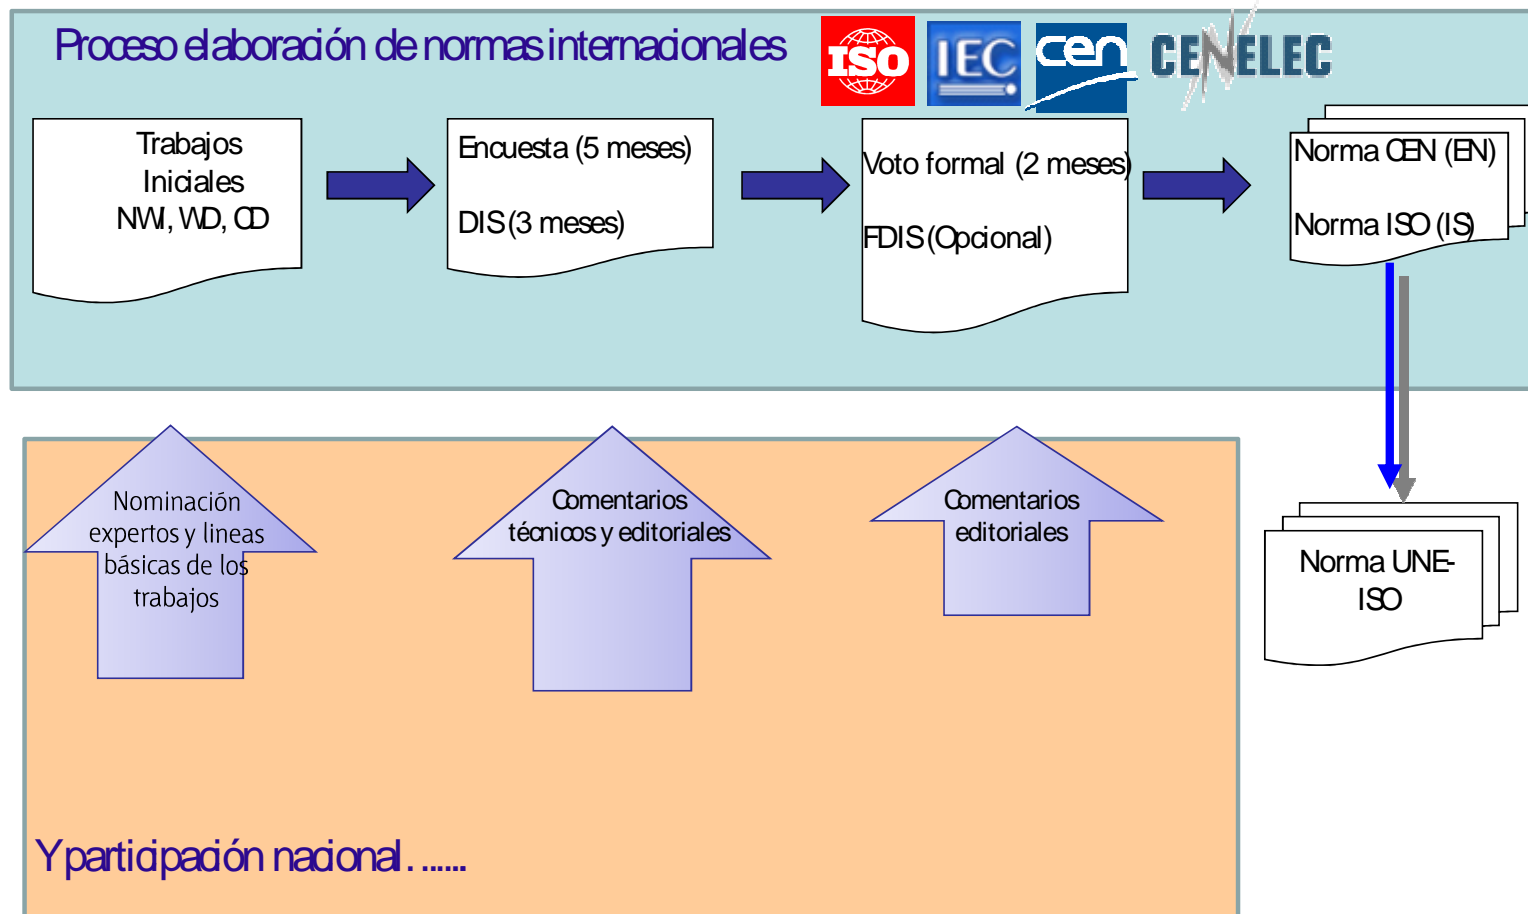 Proceso elaboración de normas internacionales
ISO
IEC
cen
CENELEC
Trabajos
Iniciales
NWI, WD, CD
Encuesta (5 meses)
DIS (3 meses)
Voto formal (2 meses)
FDIS (Opcional)
Norma CEN (EN)
Norma ISO (IS)
Nominación
expertos y lineas
básicas de los
trabajos
Comentarios
técnicos y editoriales
Comentarios
editoriales
Norma UNE-
ISO
Y participación nacional. ......